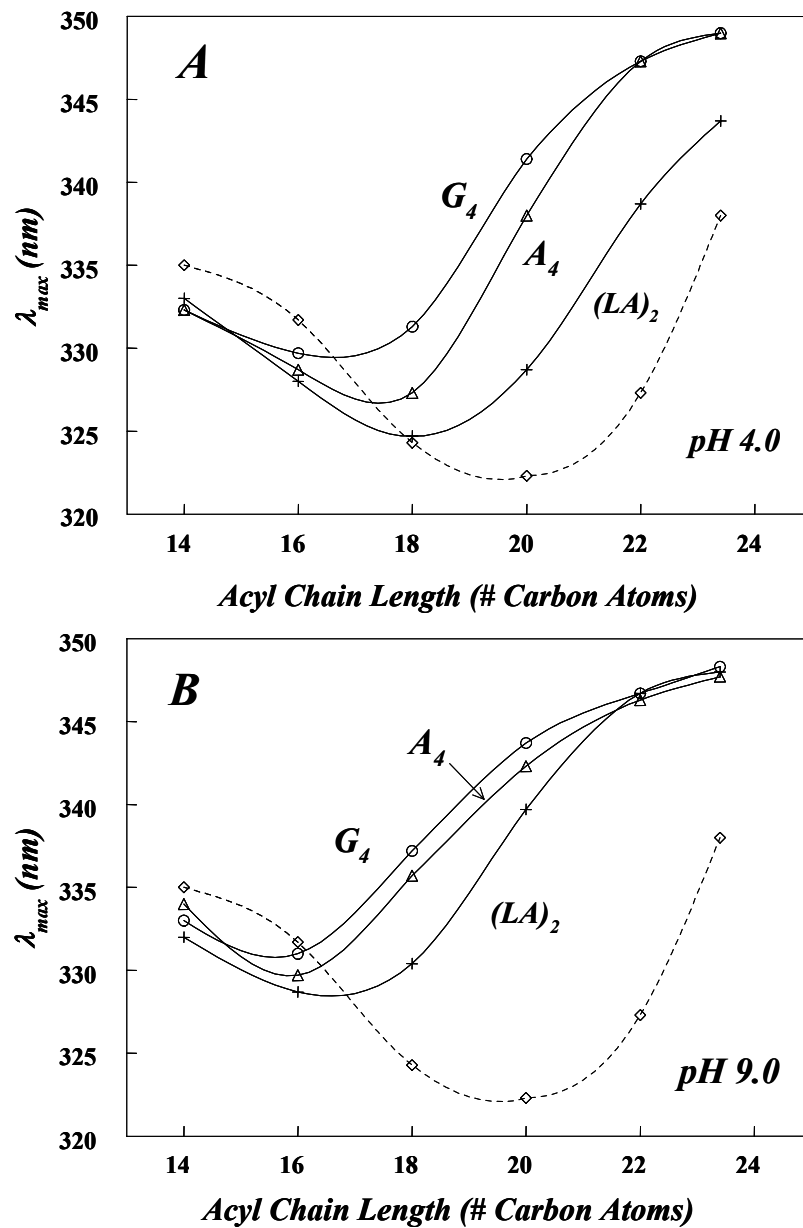 A
350
345
340
335
330
325
320
λmax (nm)
G4
A4
(LA)2
pH 4.0
14 16 18 20 22 24
Acyl Chain Length (# Carbon Atoms)
B
350
345
340
335
330
325
320
λmax (nm)
A4
G4
(LA)2
pH 9.0
14 16 18 20 22 24
Acyl Chain Length (# Carbon Atoms)